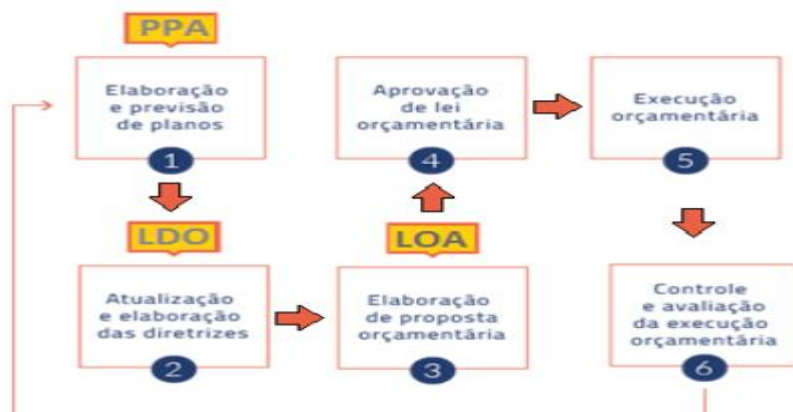 PPA
Elaboração
e previsão
de planos
1
LDO
Atualização
e elaboração
das diretrizes
2
LOA
Elaboração
de proposta
orçamentária
3
Aprovação
de lei
orçamentária
4
Execução
orçamentária
5
Controle
e avaliação
da execução
orçamentária
6